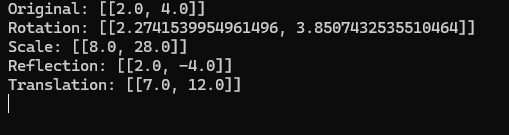 Original: [[2.0, 4.0]]
Rotation: [[2.2741539954961496, 3.8507432355510464]]
Scale: [[8.0, 28.0]]
Reflection: [[2.0, -4.0]]
Translation: [[7.0, 12.0]]